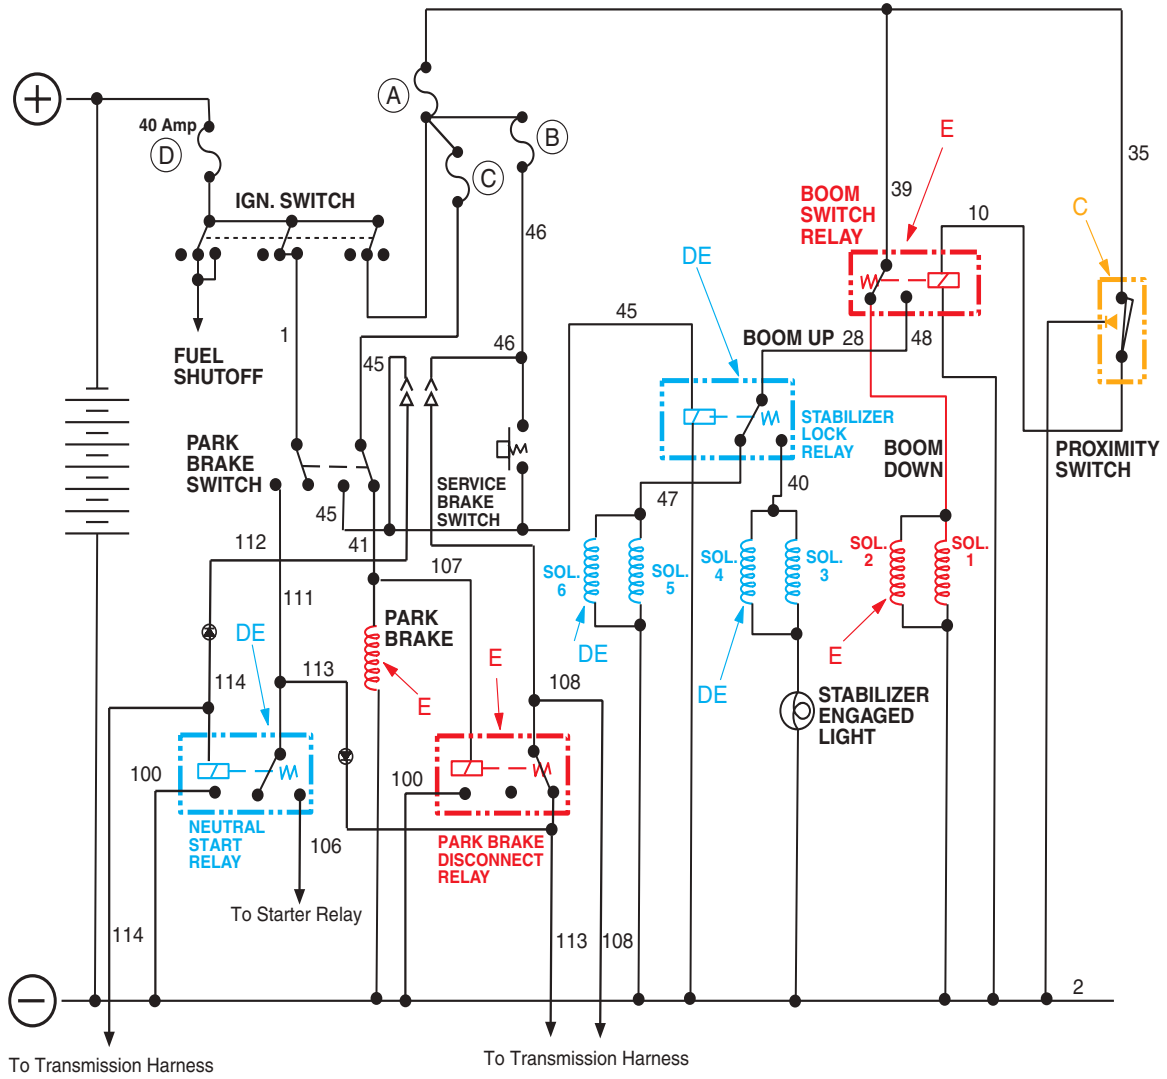 A
B
C
40 Amp
D
IGN. SWITCH
FUEL
SHUTOFF
1
46
46
45
45
35
39
10
E
BOOM
SWITCH
RELAY
C
DE
BOOM UP
28
48
STABILIZER
LOCK
RELAY
BOOM
DOWN
PROXIMITY
SWITCH
PARK
BRAKE
SWITCH
SERVICE
BRAKE
SWITCH
45
41
47
40
112
111
107
SOL.
6
SOL.
5
SOL.
4
SOL.
3
SOL.
2
SOL.
1
DE
DE
E
PARK
BRAKE
DE
113
114
E
E
108
STABILIZER
ENGAGED
LIGHT
100
100
NEUTRAL
START
RELAY
106
PARK BRAKE
DISCONNECT
RELAY
To Starter Relay
114
113
108
2
To Transmission Harness
To Transmission Harness